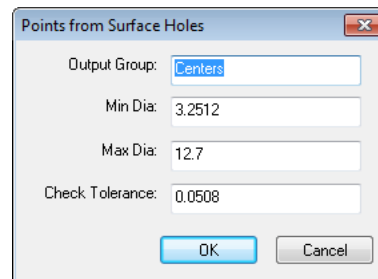 Points from Surface Holes
Output Group: Centers
Min Dia: 3.2512
Max Dia: 12.7
Check Tolerance: 0.0508
OK Cancel